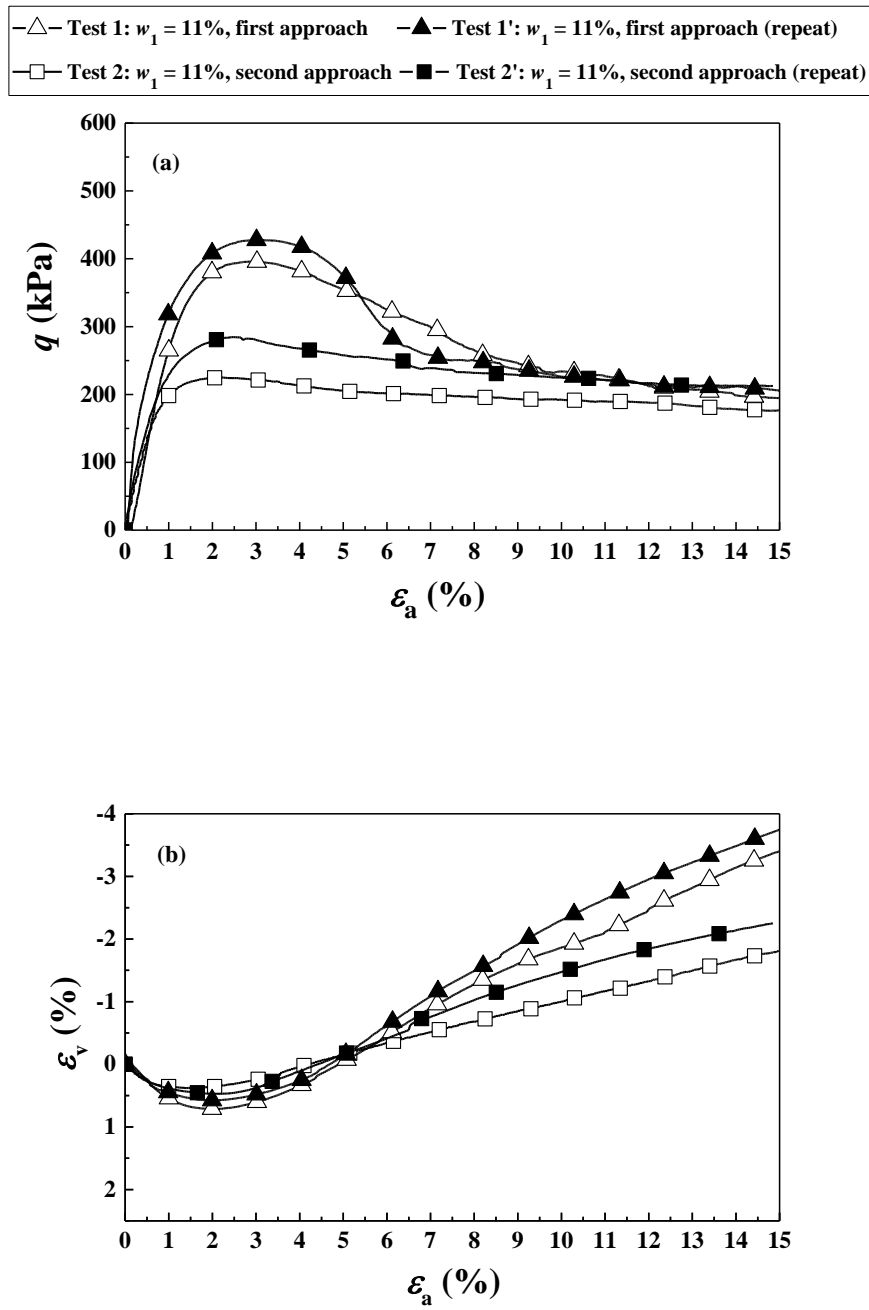 Test 1: w1 = 11%, first approach
Test 1': w1 = 11%, first approach (repeat)
Test 2: w1 = 11%, second approach
Test 2': w1 = 11%, second approach (repeat)
600
500
400
300
200
100
0
(a)
q (kPa)
0 1 2 3 4 5 6 7 8 9 10 11 12 13 14 15
εa (%)
-4
-3
-2
-1
0
1
2
(b)
εv (%)
0 1 2 3 4 5 6 7 8 9 10 11 12 13 14 15
εa (%)